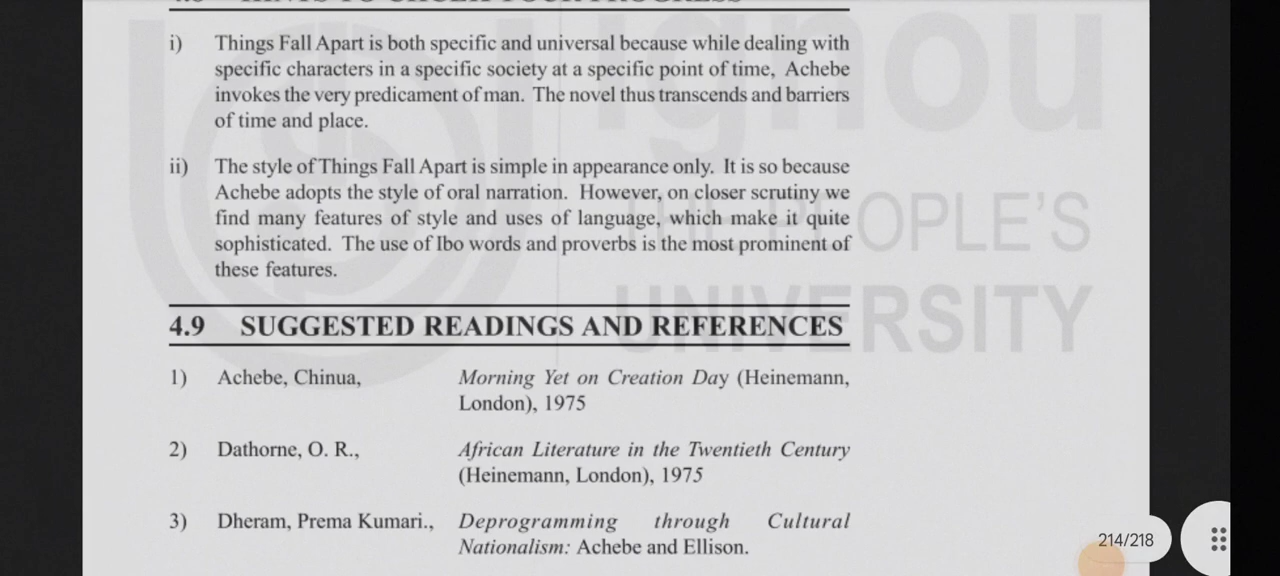 i) Things Fall Apart is both specific and universal because while dealing with
specific characters in a specific society at a specific point of time, Achebe
invokes the very predicament of man. The novel thus transcends and barriers
of time and place.
ii) The style of Things Fall Apart is simple in appearance only. It is so because
Achebe adopts the style of oral narration. However, on closer scrutiny we
find many features of style and uses of language, which make it quite
sophisticated. The use of Ibo words and proverbs is the most prominent of
these features.
4.9 SUGGESTED READINGS AND REFERENCES
1) Achebe, Chinua, Morning Yet on Creation Day (Heinemann,
London), 1975
2) Dathorne, O. R., African Literature in the Twentieth Century
(Heinemann, London), 1975
3) Dheram, Prema Kumari., Deprogramming through Cultural
Nationalism: Achebe and Ellison.
214/218
ignou
THE PEOPLE'S
UNIVERSITY